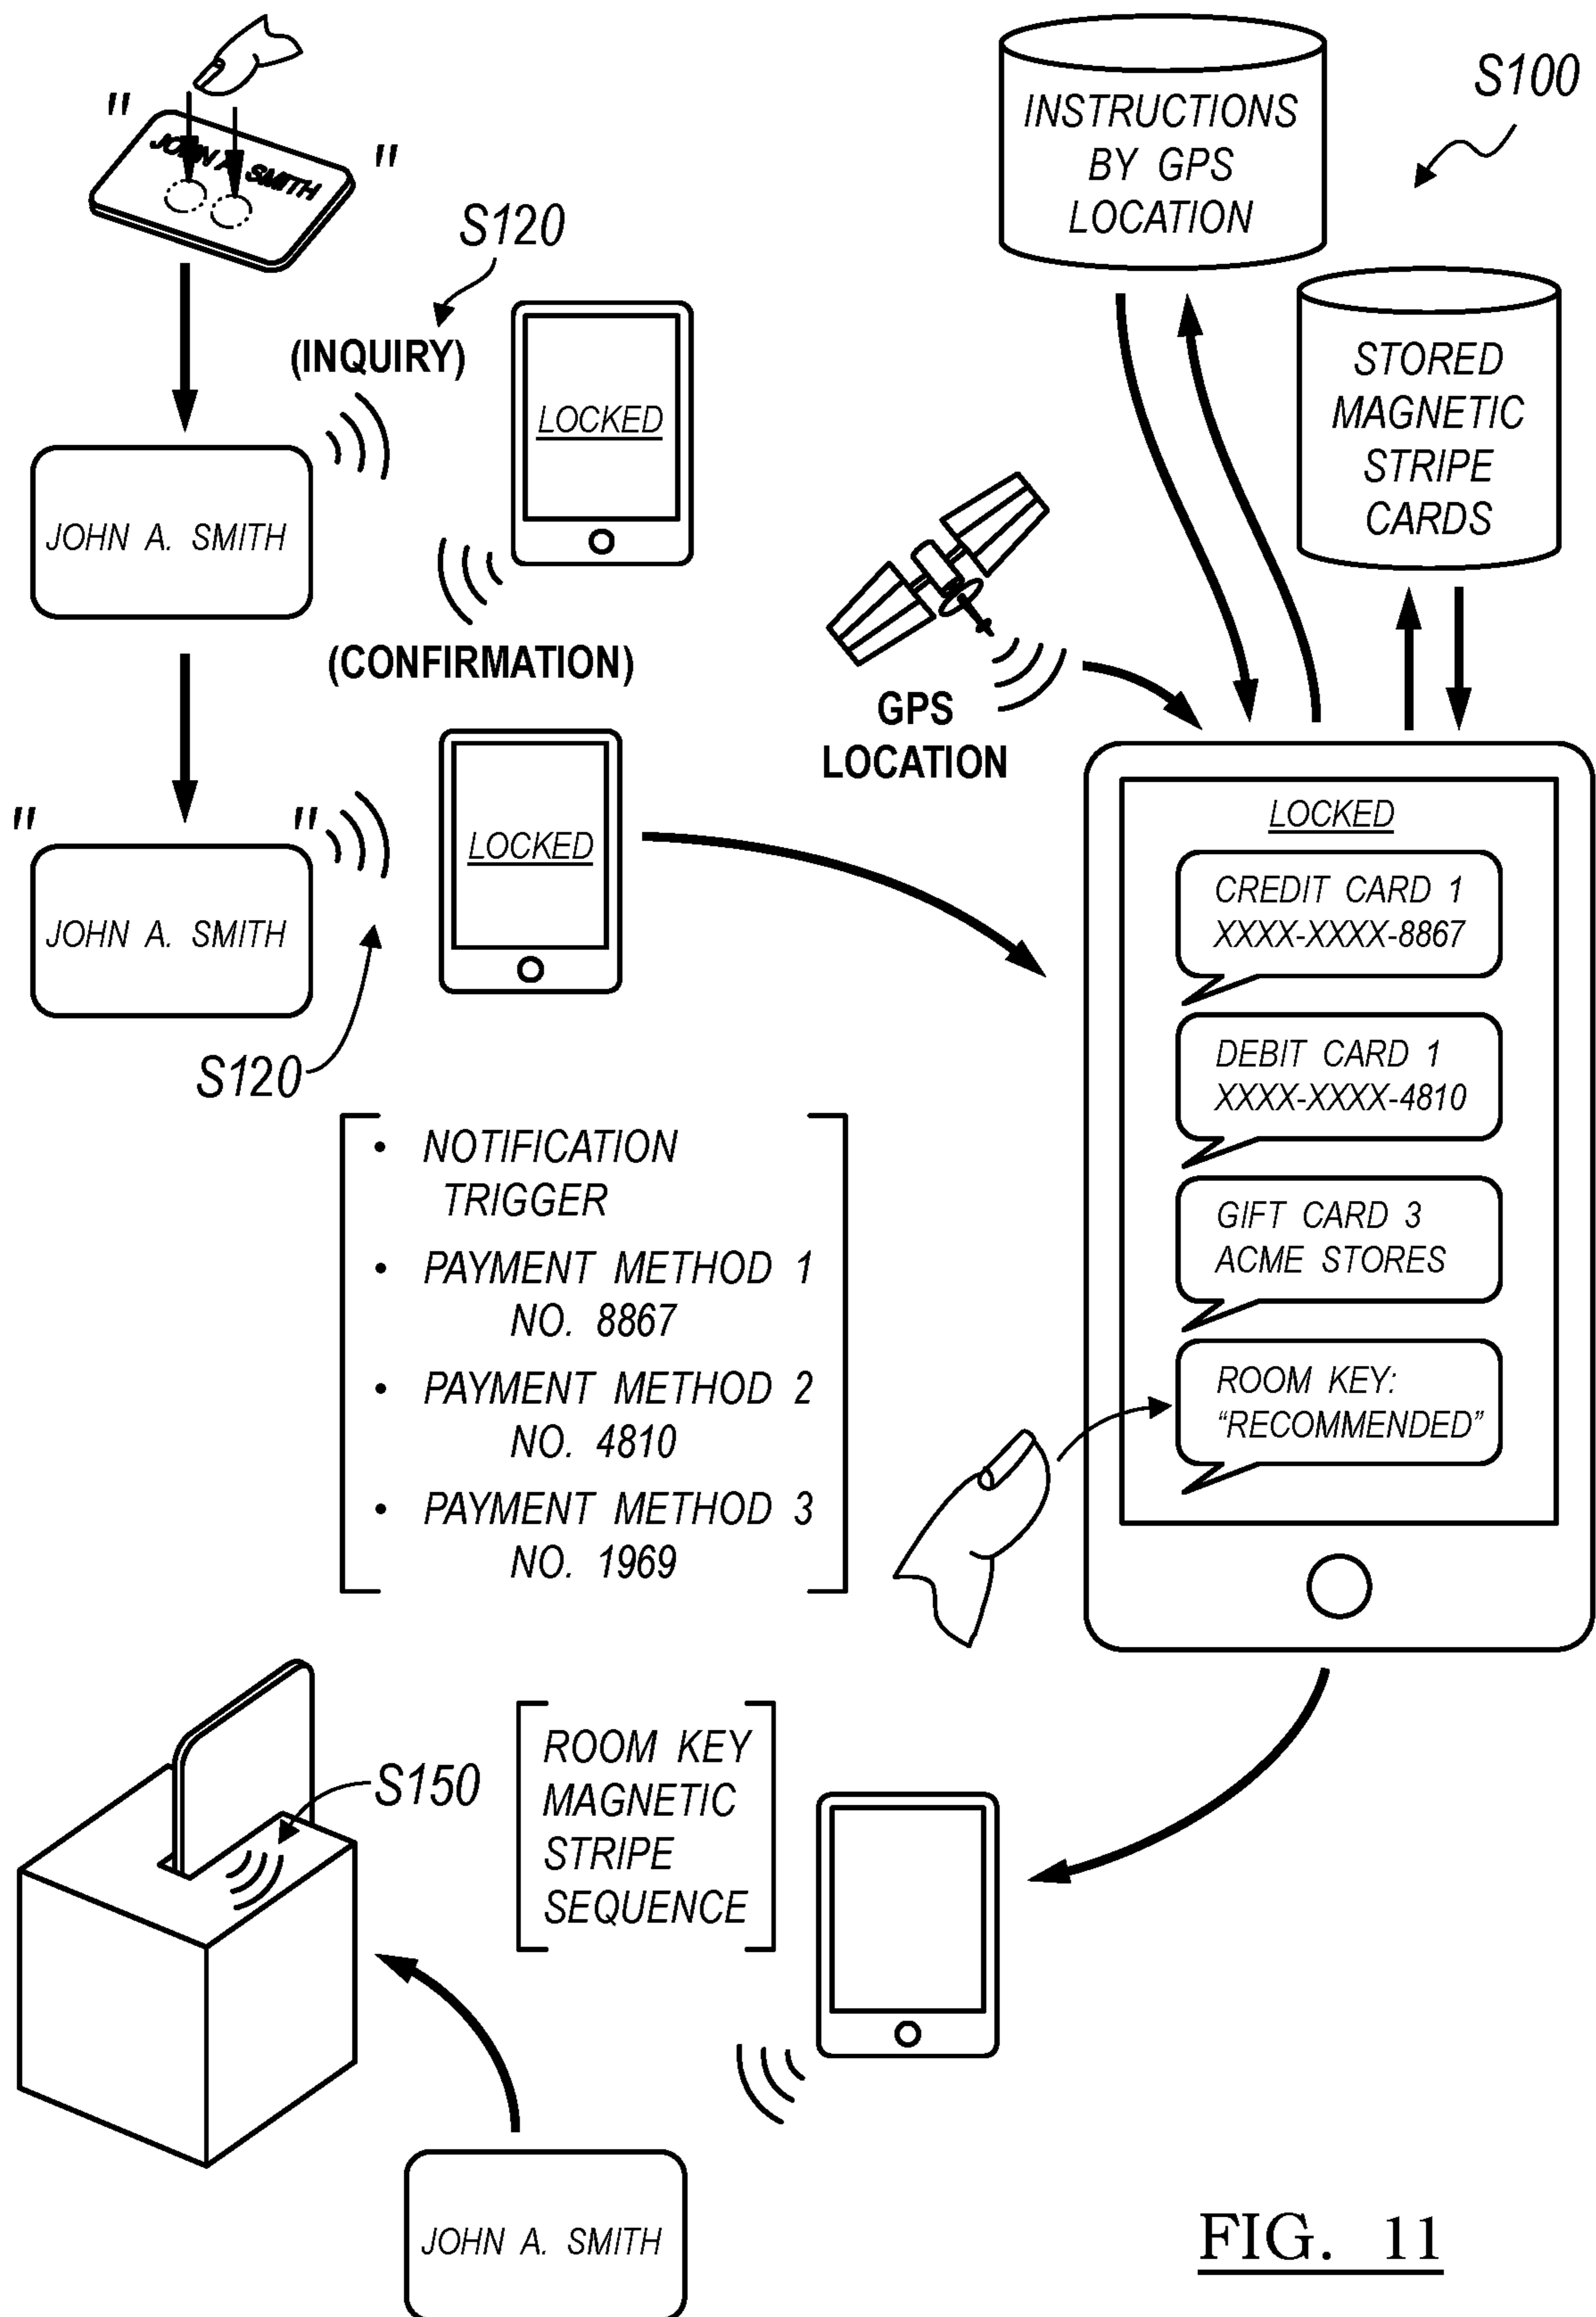 JOHN A. SMITH
S120
(INQUIRY)
LOCKED
JOHN A. SMITH
(CONFIRMATION)
LOCKED
JOHN A. SMITH
S120
INSTRUCTIONS
BY GPS
LOCATION
S100
STORED
MAGNETIC
STRIPE
CARDS
GPS
LOCATION
LOCKED
CREDIT CARD 1
XXXX-XXXX-8867
DEBIT CARD 1
XXXX-XXXX-4810
GIFT CARD 3
ACME STORES
ROOM KEY:
“RECOMMENDED”
• NOTIFICATION
TRIGGER
• PAYMENT METHOD 1
NO. 8867
• PAYMENT METHOD 2
NO. 4810
• PAYMENT METHOD 3
NO. 1969
S150
ROOM KEY
MAGNETIC
STRIPE
SEQUENCE
JOHN A. SMITH
FIG. 11